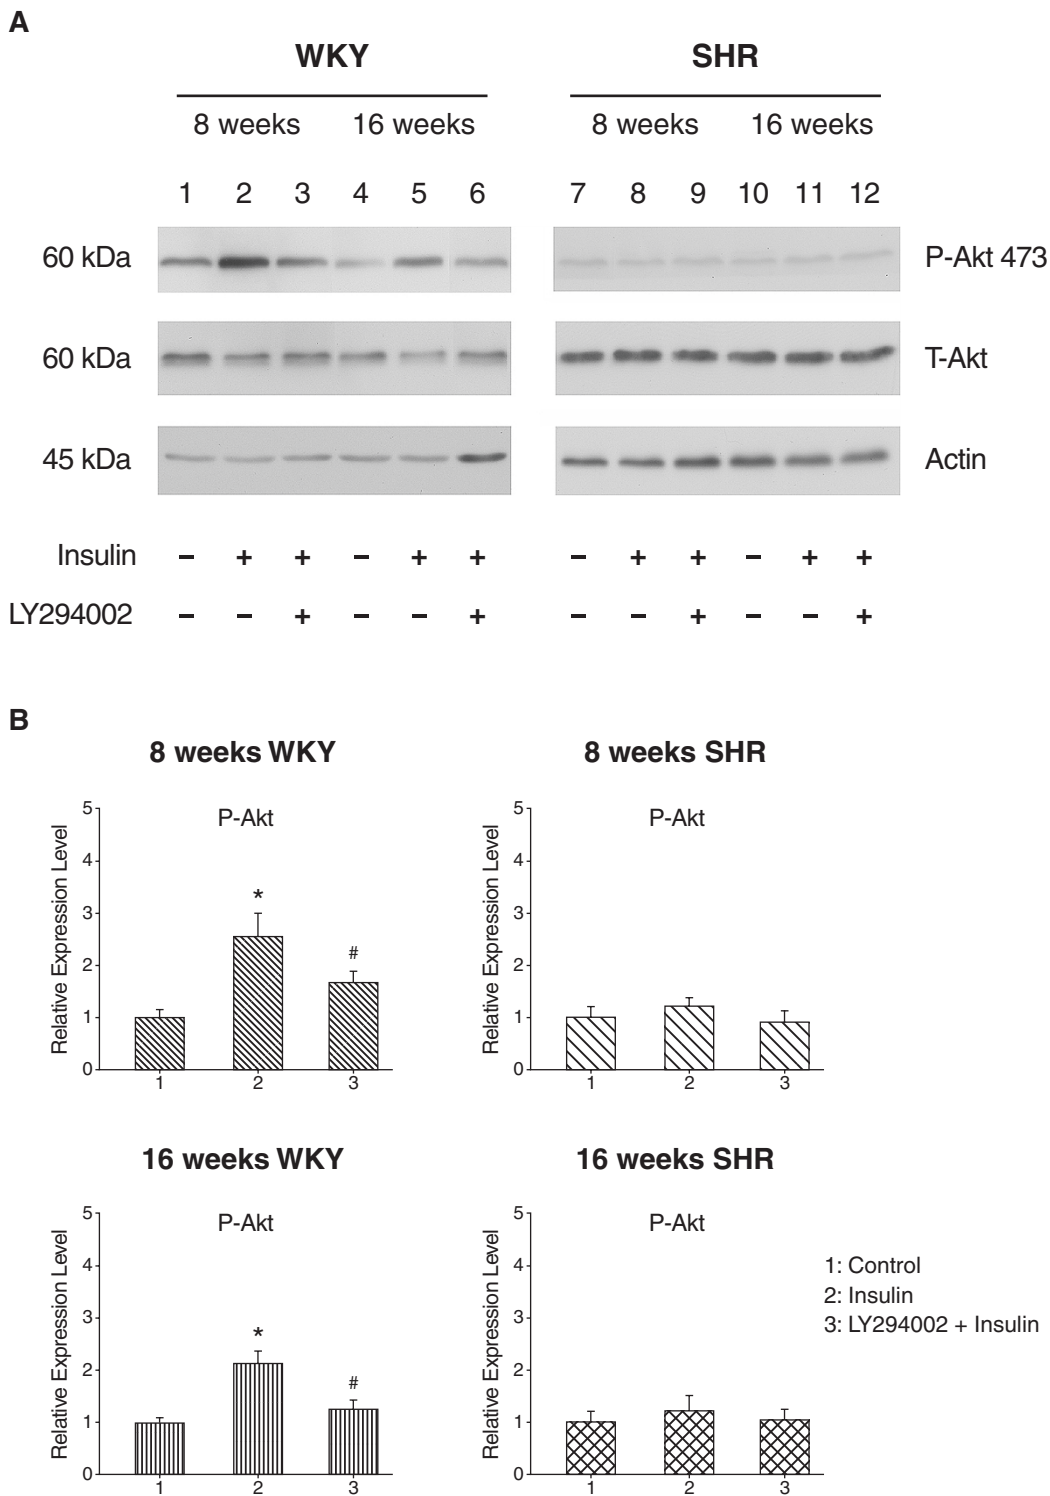 A
WKY
SHR
8 weeks
16 weeks
8 weeks
16 weeks
1 2 3 4 5 6
7 8 9 10 11 12
60 kDa
P-Akt 473
60 kDa
T-Akt
45 kDa
Actin
Insulin − + + − + + − + + − + +
LY294002 − − + − − + − − + − − +
B
8 weeks WKY
P-Akt
Relative Expression Level
5
4
3
2
1
0
*
#
1 2 3
8 weeks SHR
P-Akt
Relative Expression Level
5
4
3
2
1
0
1 2 3
16 weeks WKY
P-Akt
Relative Expression Level
5
4
3
2
1
0
*
#
1 2 3
16 weeks SHR
P-Akt
Relative Expression Level
5
4
3
2
1
0
1 2 3
1: Control
2: Insulin
3: LY294002 + Insulin